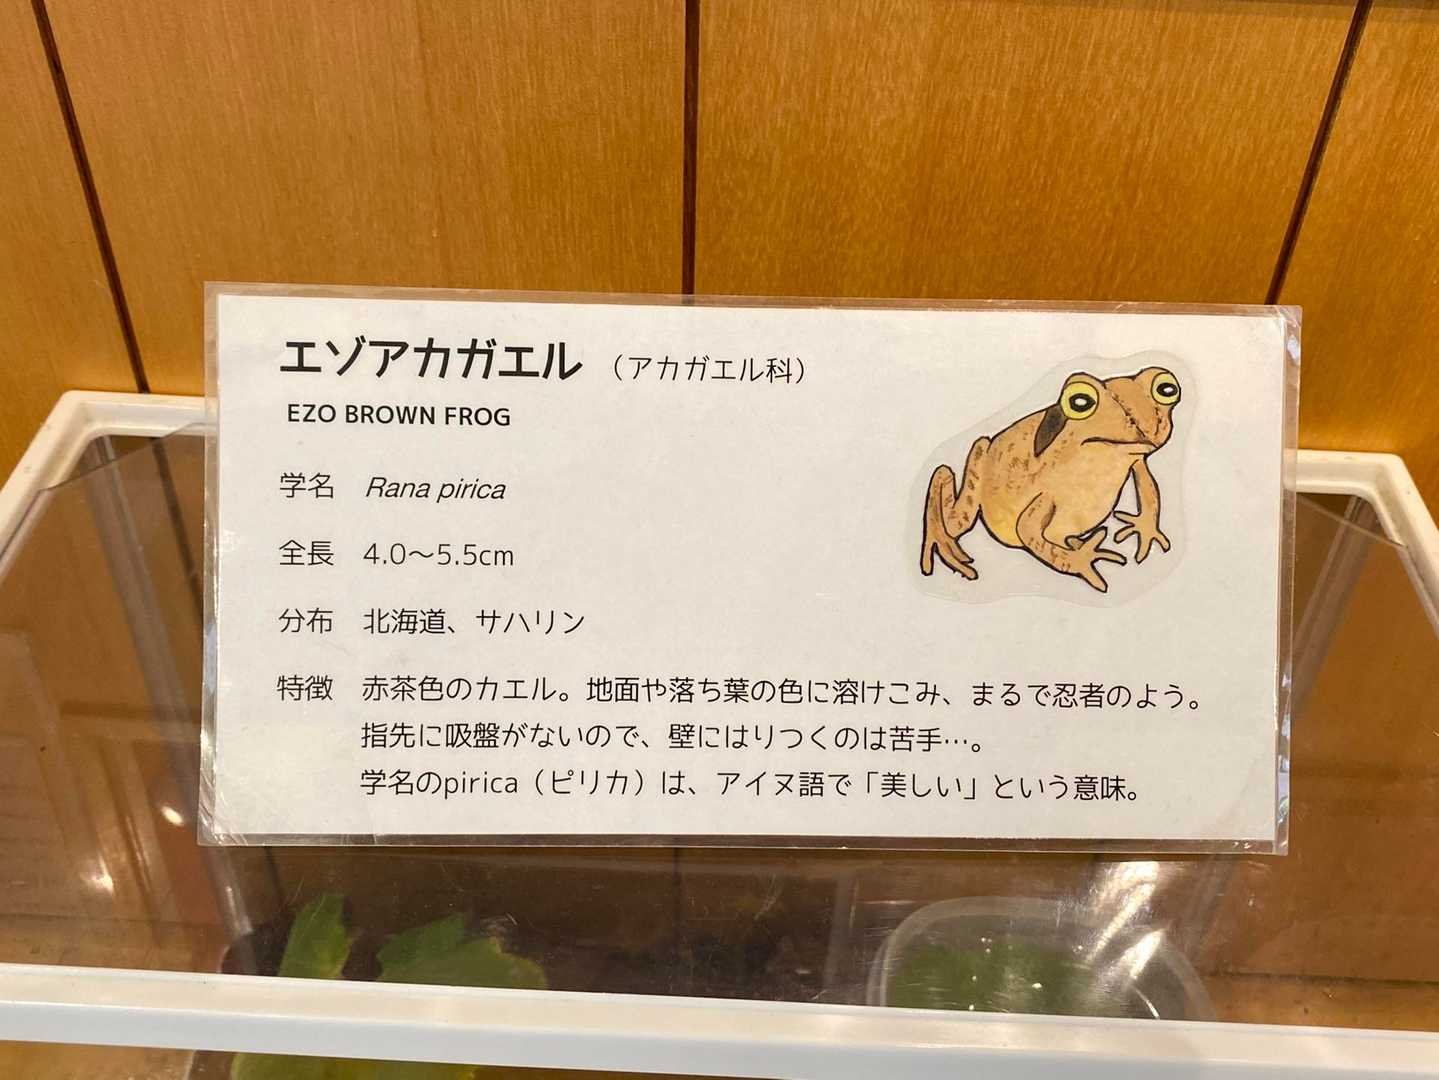 エゾアカガエル （アカガエル科）
EZO BROWN FROG
学名 Rana pirica
全長 4.0〜5.5cm
分布 北海道、サハリン
特徴 赤茶色のカエル。地面や落ち葉の色に溶けこみ、まるで忍者のよう。
指先に吸盤がないので、壁にはりつくのは苦手…。
学名のpirica（ピリカ）は、アイヌ語で「美しい」という意味。